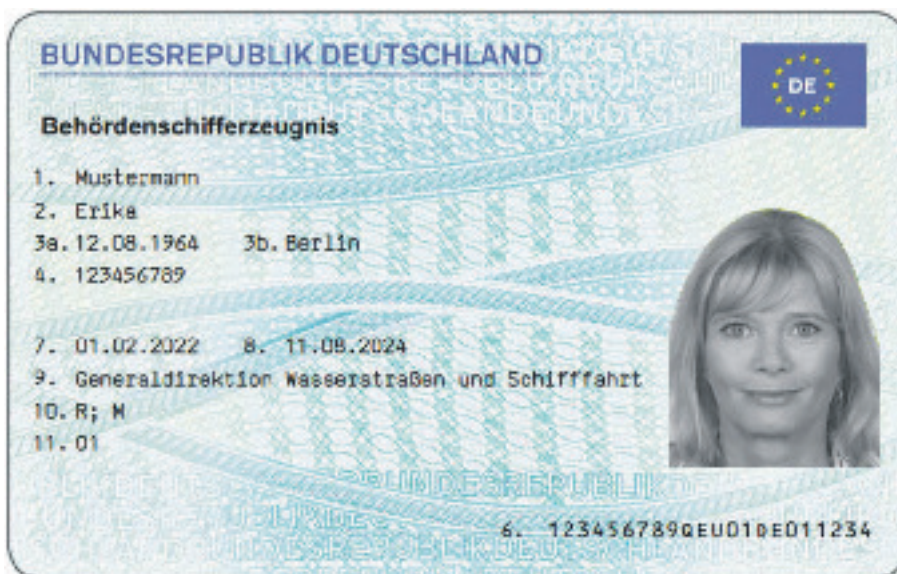 BUNDESREPUBLIK DEUTSCHLAND
DE
Behördenschifferzeugnis
1. Mustermann
2. Erika
3a. 12.08.1964 3b. Berlin
4. 123456789
7. 01.02.2022 8. 11.08.2024
9. Generaldirektion Wasserstraßen und Schifffahrt
10. R; M
11. 01
BUNDESREPUBLIK
6. 123456789QEU01DE011234